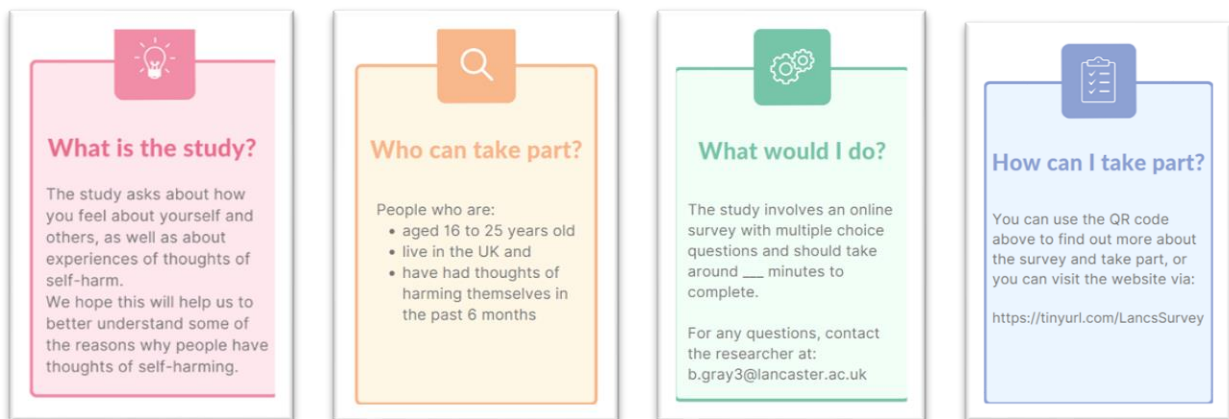 What is the study?
The study asks about how
you feel about yourself and
others, as well as about
experiences of thoughts of
self-harm.
We hope this will help us to
better understand some of
the reasons why people have
thoughts of self-harming.
Who can take part?
People who are:
• aged 16 to 25 years old
• live in the UK and
• have had thoughts of
harming themselves in
the past 6 months
What would I do?
The study involves an online
survey with multiple choice
questions and should take
around ___ minutes to
complete.
For any questions, contact
the researcher at:
b.gray3@lancaster.ac.uk
How can I take part?
You can use the QR code
above to find out more about
the survey and take part, or
you can visit the website via:
https://tinyurl.com/LancsSurvey